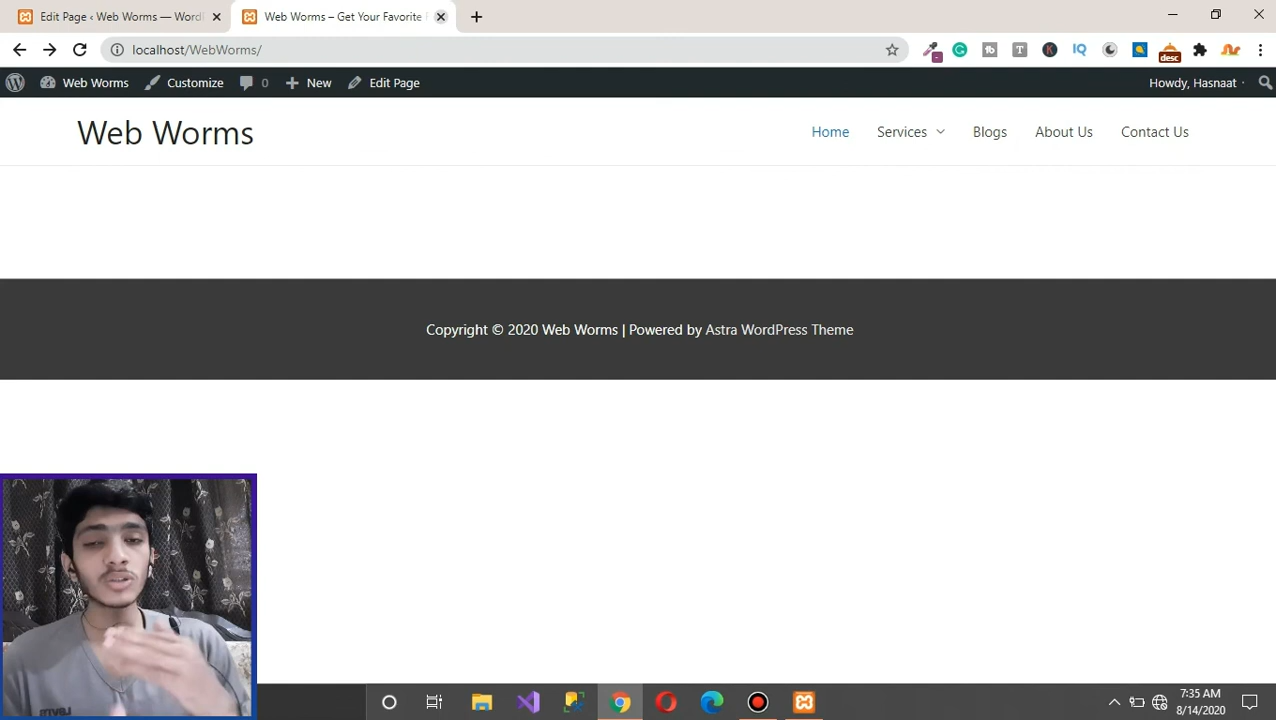 Edit Page ‹ Web Worms — Word
Web Worms – Get Your Favorite
localhost/WebWorms/
Web Worms
Customize
0
New
Edit Page
Howdy, Hasnaat
Web Worms
Home
Services
Blogs
About Us
Contact Us
Copyright © 2020 Web Worms | Powered by Astra WordPress Theme
desc
IQ
T
K
7:35 AM
8/14/2020